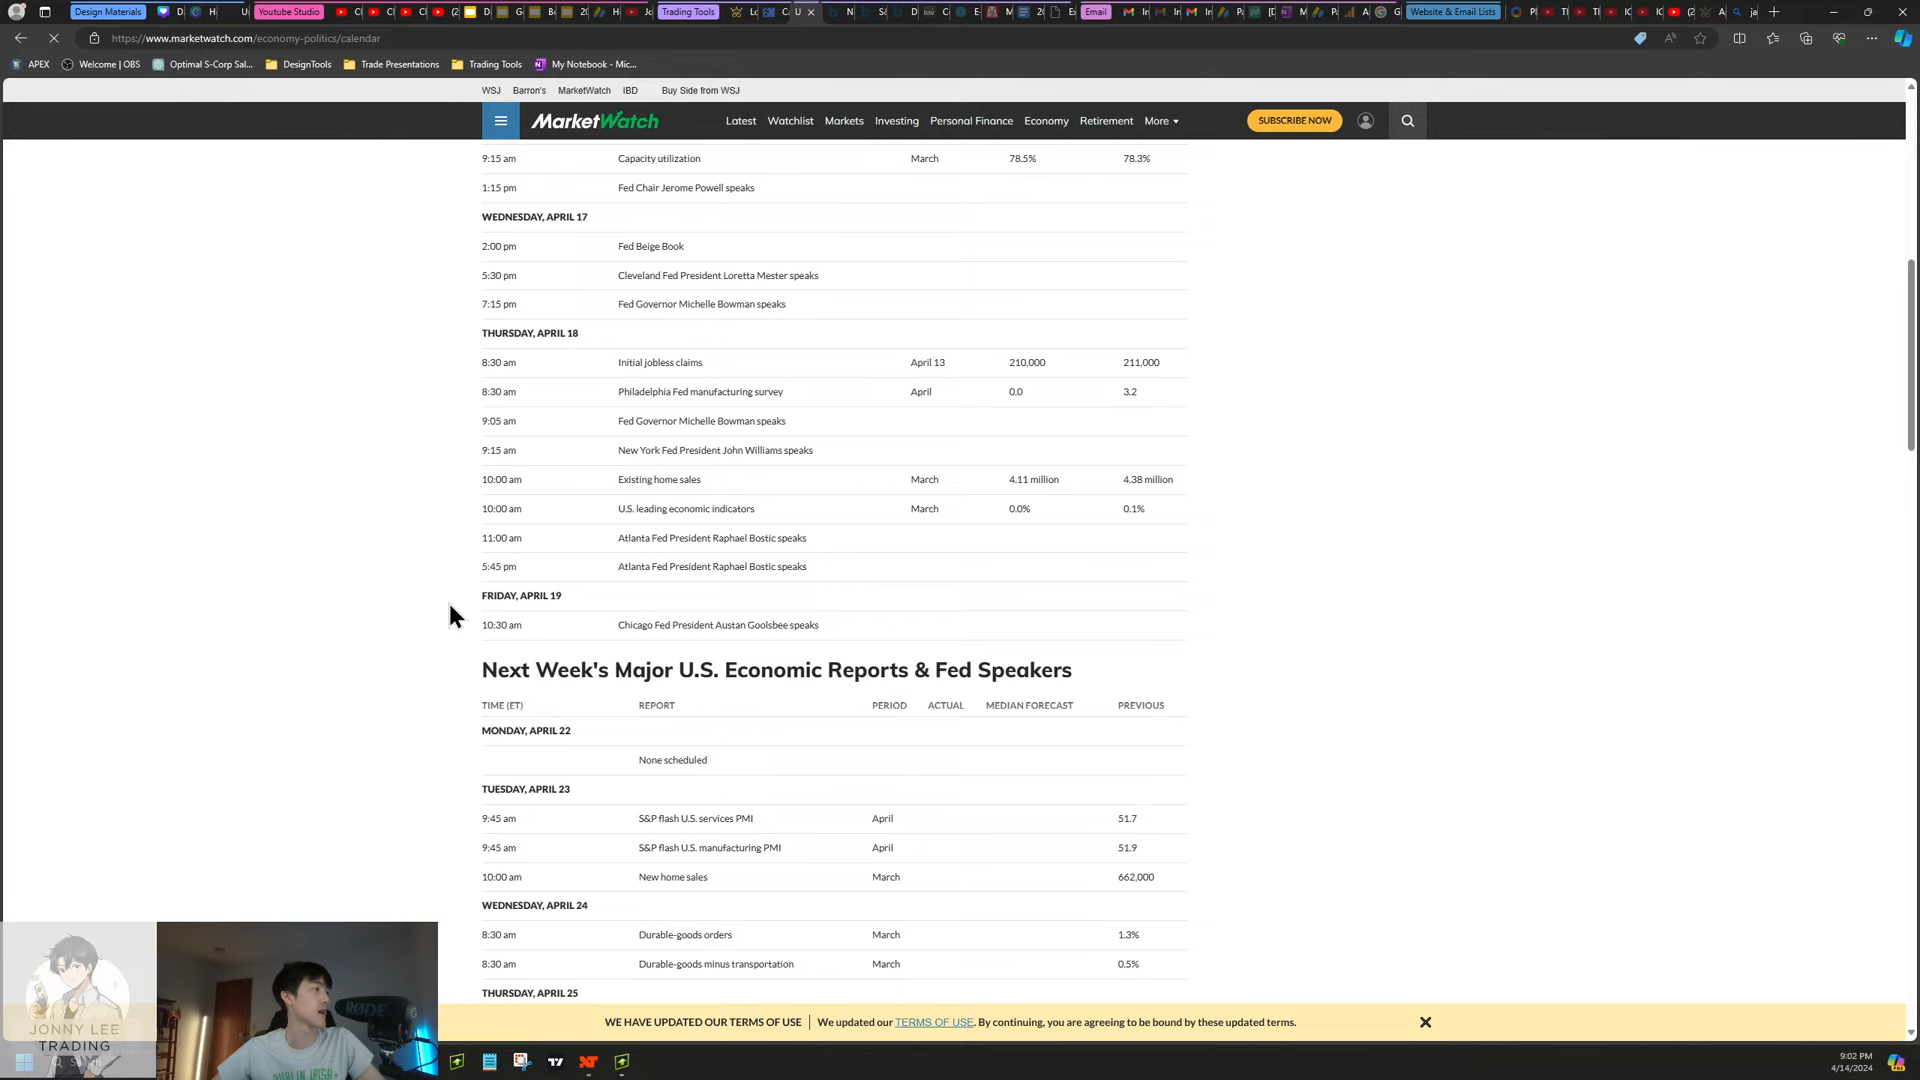 Design Materials
Youtube Studio
Trading Tools
Email
Website & Email Lists
https://www.marketwatch.com/economy-politics/calendar
APEX
Welcome | OBS
Optimal S-Corp Sal...
DesignTools
Trade Presentations
Trading Tools
My Notebook - Mic...
WSJ Barron's MarketWatch IBD Buy Side from WSJ
MarketWatch Latest Watchlist Markets Investing Personal Finance Economy Retirement More SUBSCRIBE NOW
9:15 am Capacity utilization March 78.5% 78.3%
1:15 pm Fed Chair Jerome Powell speaks
WEDNESDAY, APRIL 17
2:00 pm Fed Beige Book
5:30 pm Cleveland Fed President Loretta Mester speaks
7:15 pm Fed Governor Michelle Bowman speaks
THURSDAY, APRIL 18
8:30 am Initial jobless claims April 13 210,000 211,000
8:30 am Philadelphia Fed manufacturing survey April 0.0 3.2
9:05 am Fed Governor Michelle Bowman speaks
9:15 am New York Fed President John Williams speaks
10:00 am Existing home sales March 4.11 million 4.38 million
10:00 am U.S. leading economic indicators March 0.0% 0.1%
11:00 am Atlanta Fed President Raphael Bostic speaks
5:45 pm Atlanta Fed President Raphael Bostic speaks
FRIDAY, APRIL 19
10:30 am Chicago Fed President Austan Goolsbee speaks
Next Week's Major U.S. Economic Reports & Fed Speakers
TIME (ET) REPORT PERIOD ACTUAL MEDIAN FORECAST PREVIOUS
MONDAY, APRIL 22
None scheduled
TUESDAY, APRIL 23
9:45 am S&P flash U.S. services PMI April 51.7
9:45 am S&P flash U.S. manufacturing PMI April 51.9
10:00 am New home sales March 662,000
WEDNESDAY, APRIL 24
8:30 am Durable-goods orders March 1.3%
8:30 am Durable-goods minus transportation March 0.5%
THURSDAY, APRIL 25
WE HAVE UPDATED OUR TERMS OF USE We updated our TERMS OF USE. By continuing, you are agreeing to be bound by these updated terms.
JONNY LEE
TRADING
RØDE
DUBLIN IRISH
9:02 PM
4/14/2024